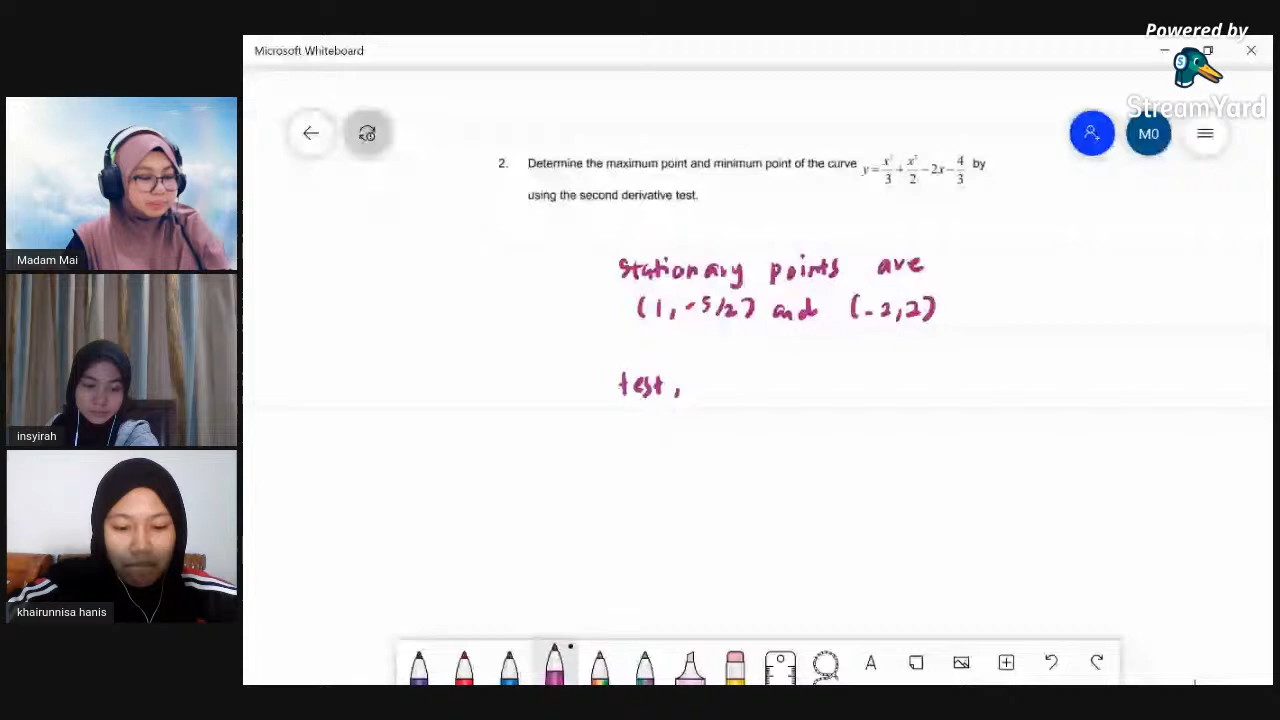 Powered by
StreamYard
Microsoft Whiteboard
M0
2. Determine the maximum point and minimum point of the curve y = x³/3 + x²/2 − 2x − 4/3 by
using the second derivative test.
Stationary points are
(1, -5/2) and (-2, 2)
test,
Madam Mai
insyirah
khairunnisa hanis
A